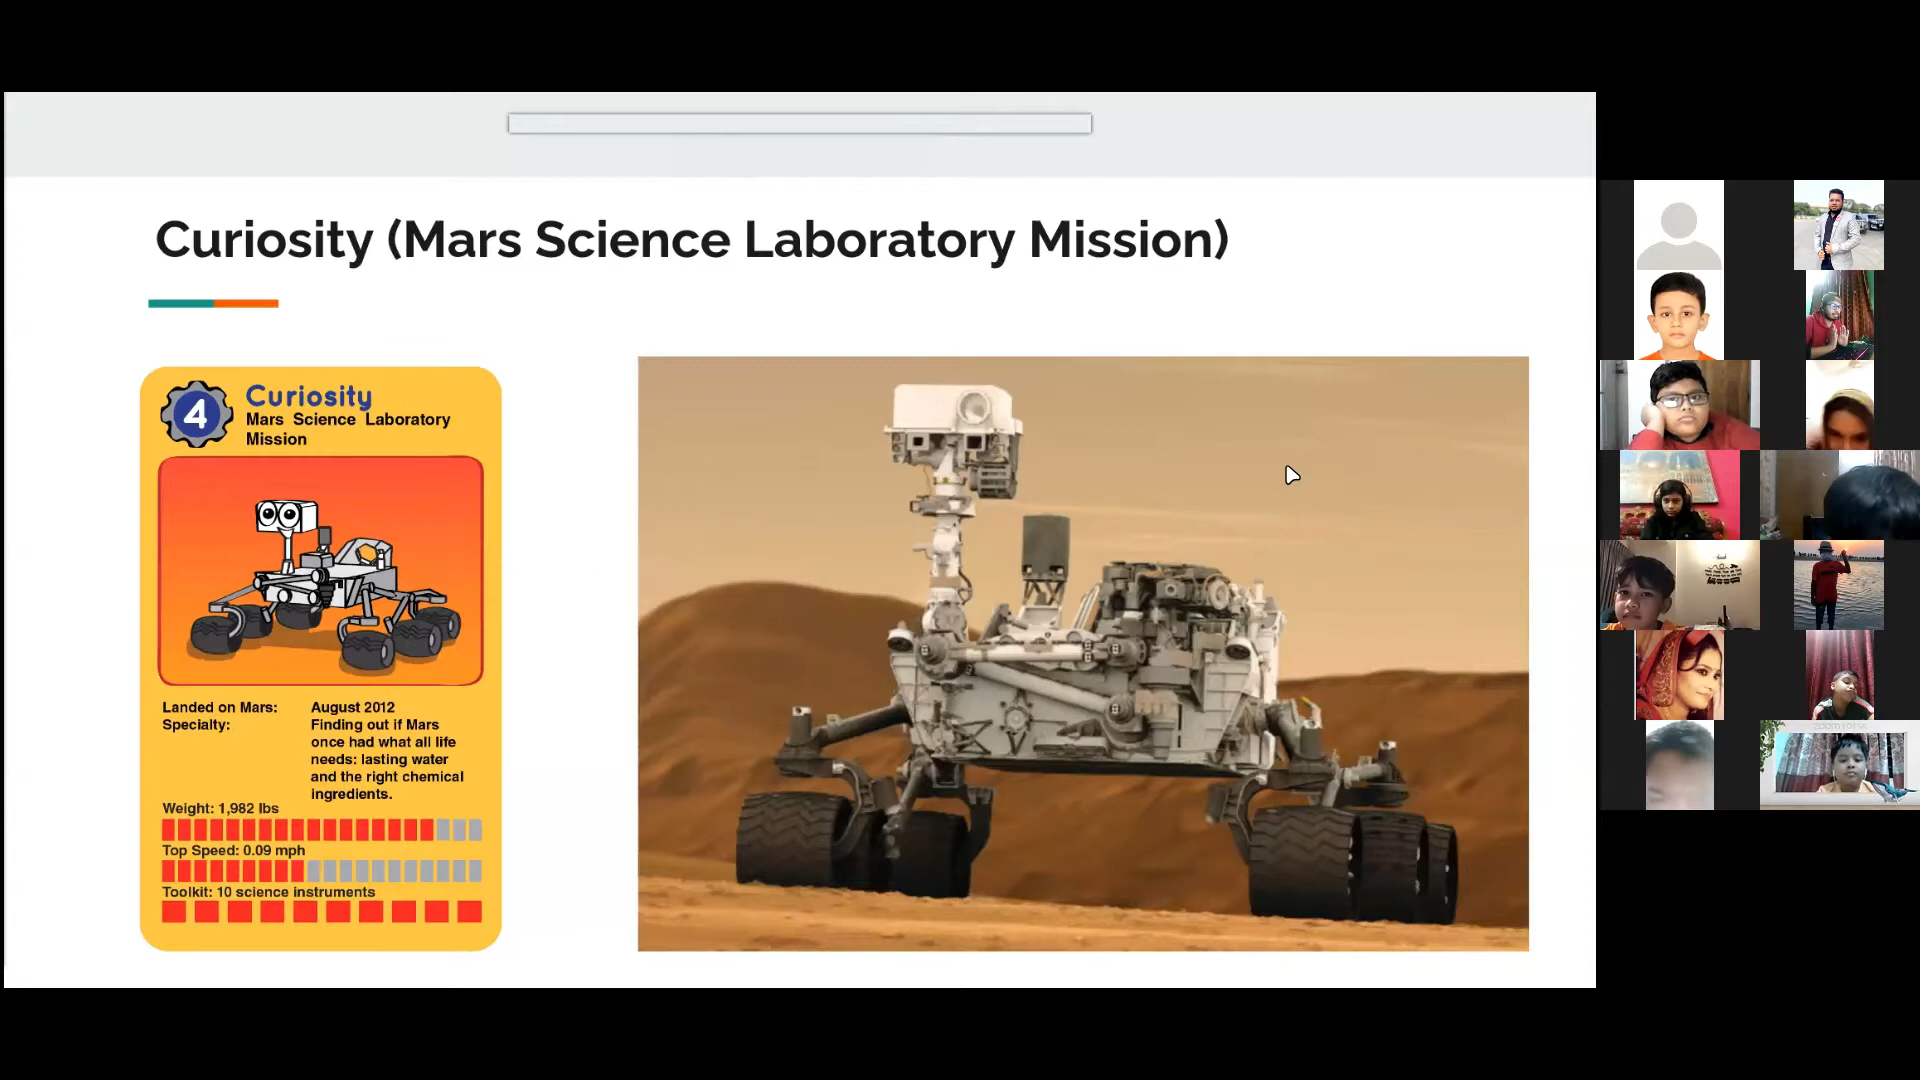 Curiosity (Mars Science Laboratory Mission)
4
Curiosity
Mars Science Laboratory
Mission
Landed on Mars: August 2012
Specialty: Finding out if Mars
once had what all life
needs: lasting water
and the right chemical
ingredients.
Weight: 1,982 lbs
Top Speed: 0.09 mph
Toolkit: 10 science instruments